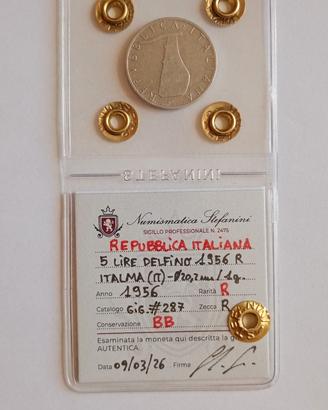 REPVBBLICA ITALIANA
STEFANINI
Numismatica Stefanini
SIGILLO PROFESSIONALE N. 2475
REPUBBLICA ITALIANA
5 LIRE DELFINO 1956 R
ITALMA (IT) - Ø20,2mm / 1g.
Anno 1956 Rarità R
Catalogo GIG. #287 Zecca R
Conservazione BB
Esaminata la moneta qui descritta la g
AUTENTICA.
Data 09/03/26 Firma